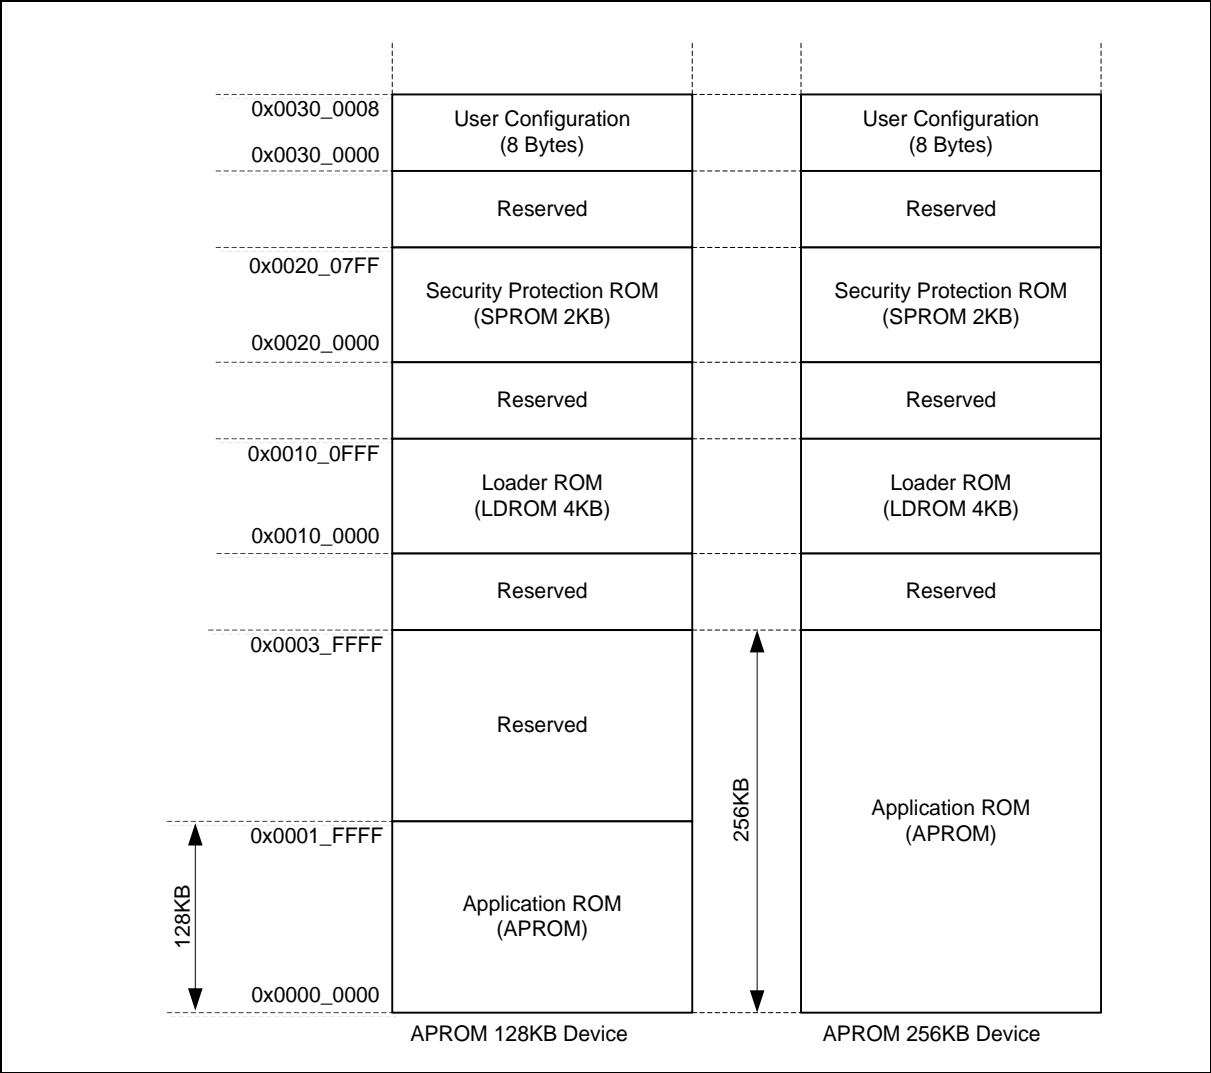 0x0030_0008
User Configuration
(8 Bytes)
User Configuration
(8 Bytes)
0x0030_0000
Reserved
Reserved
0x0020_07FF
Security Protection ROM
(SPROM 2KB)
Security Protection ROM
(SPROM 2KB)
0x0020_0000
Reserved
Reserved
0x0010_0FFF
Loader ROM
(LDROM 4KB)
Loader ROM
(LDROM 4KB)
0x0010_0000
Reserved
Reserved
0x0003_FFFF
Reserved
256KB
Application ROM
(APROM)
0x0001_FFFF
128KB
Application ROM
(APROM)
0x0000_0000
APROM 128KB Device
APROM 256KB Device